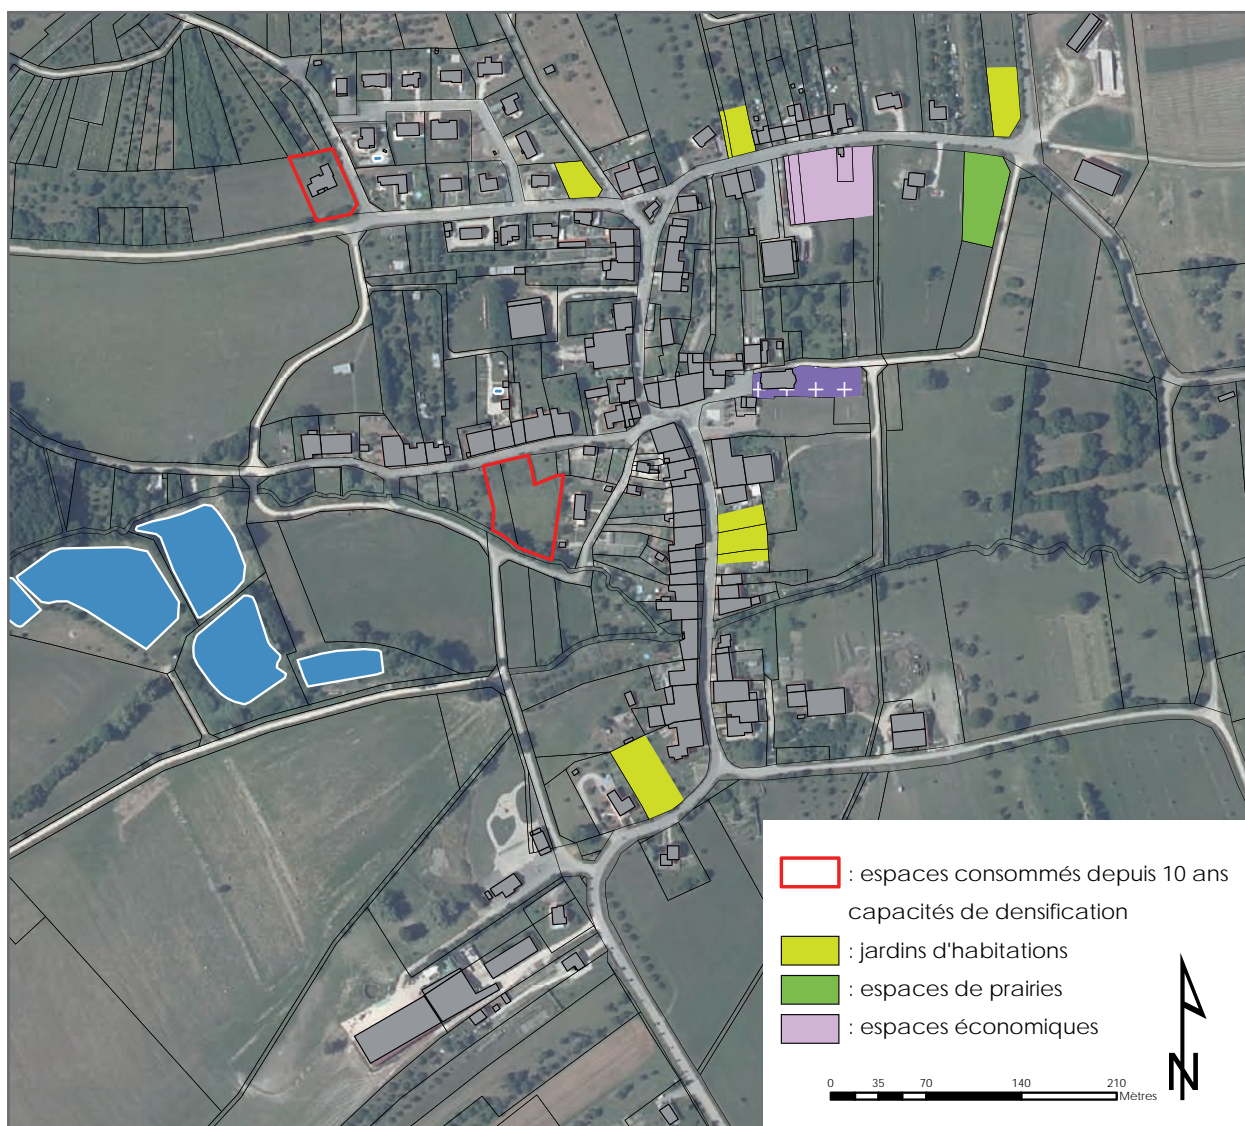 : espaces consommés depuis 10 ans
capacités de densification
: jardins d'habitations
: espaces de prairies
: espaces économiques
N
0 35 70 140 210
Mètres